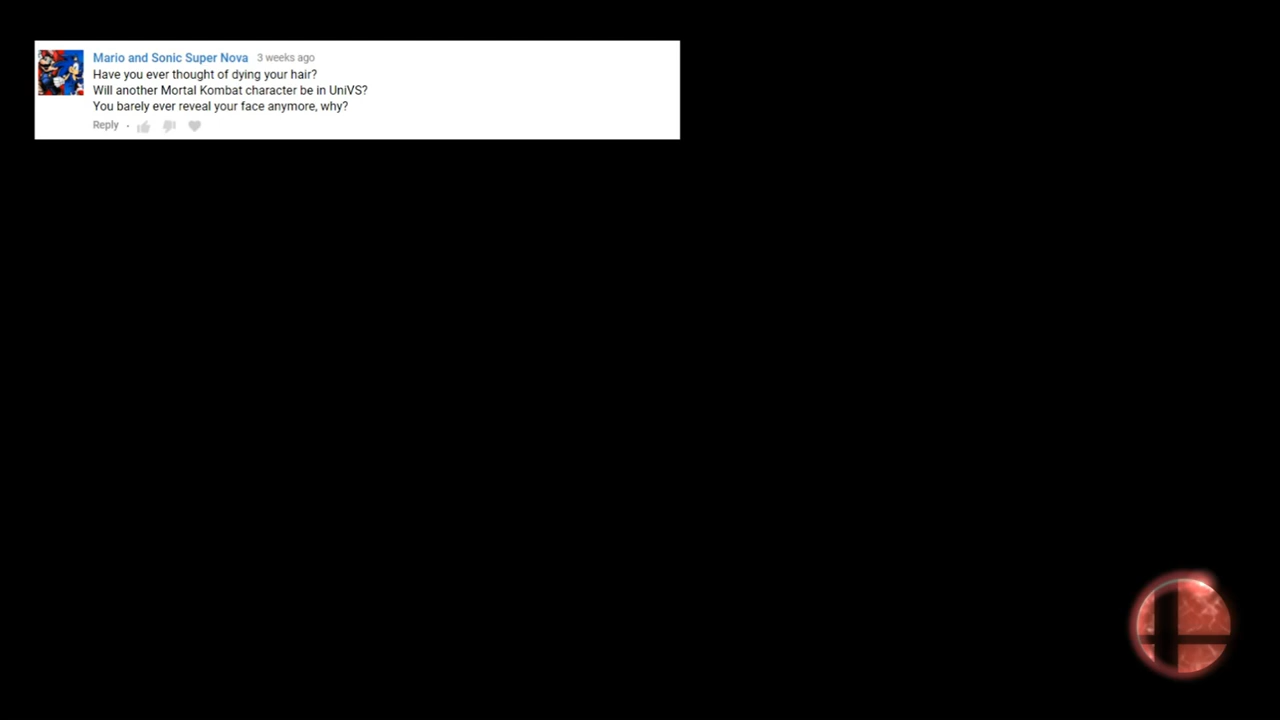 Mario and Sonic Super Nova 3 weeks ago
Have you ever thought of dying your hair?
Will another Mortal Kombat character be in UniVS?
You barely ever reveal your face anymore, why?
Reply ·